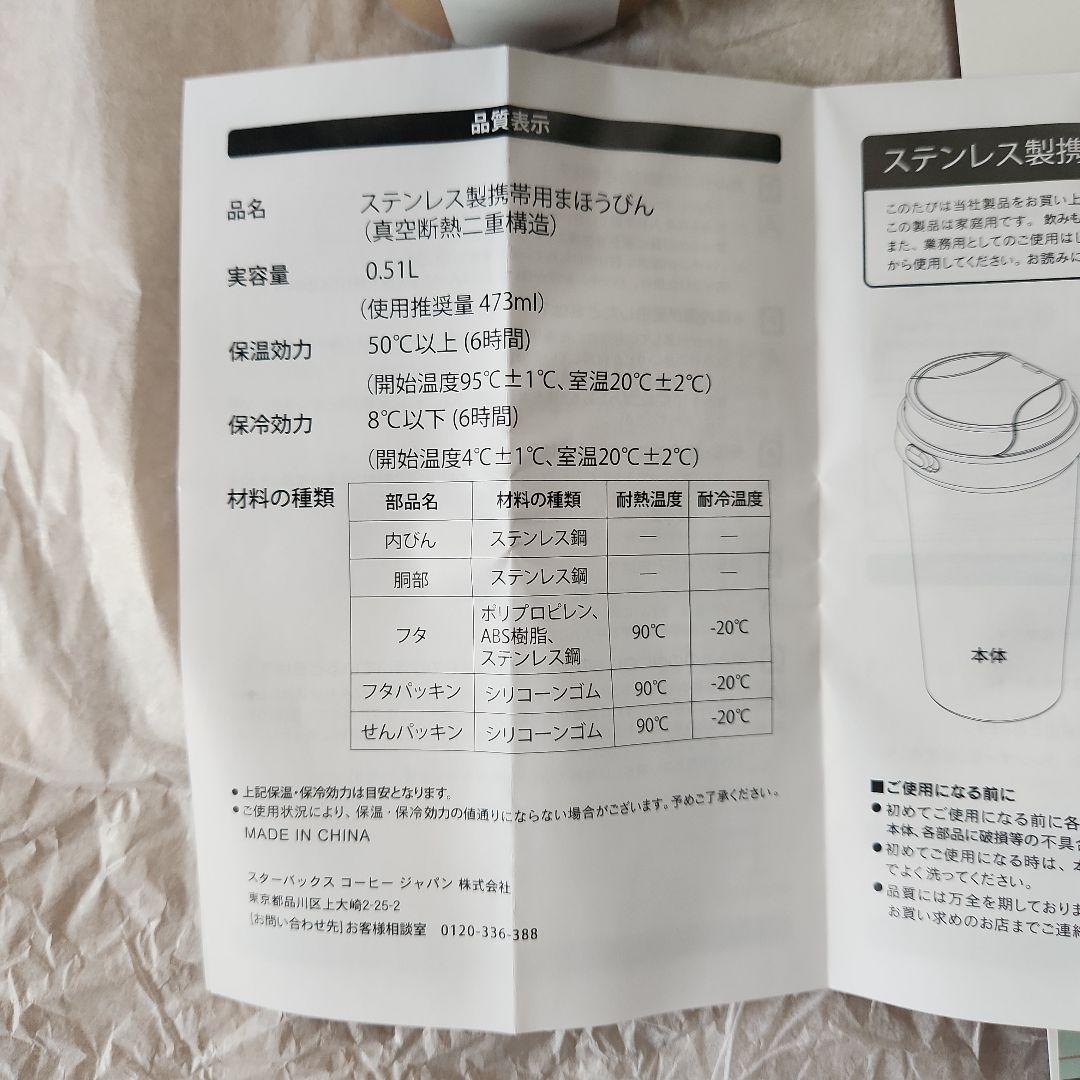 品質表示
品名 ステンレス製携帯用まほうびん
(真空断熱二重構造)
実容量 0.51L
(使用推奨量 473ml)
保温効力 50℃以上 (6時間)
(開始温度95℃±1℃、室温20℃±2℃)
保冷効力 8℃以下 (6時間)
(開始温度4℃±1℃、室温20℃±2℃)
材料の種類 部品名 材料の種類 耐熱温度 耐冷温度
内びん ステンレス鋼 — —
胴部 ステンレス鋼 — —
フタ ポリプロピレン、
ABS樹脂、
ステンレス鋼 90℃ -20℃
フタパッキン シリコーンゴム 90℃ -20℃
せんパッキン シリコーンゴム 90℃ -20℃
● 上記保温・保冷効力は目安となります。
● ご使用状況により、保温・保冷効力の値通りにならない場合がございます。予めご了承ください。
MADE IN CHINA
スターバックス コーヒー ジャパン 株式会社
東京都品川区上大崎2-25-2
[お問い合わせ先]お客様相談室 0120-336-388
ステンレス製携
このたびは当社製品をお買い上
この製品は家庭用です。飲みも
また、業務用としてのご使用はし
から使用してください。お読みに
本体
■ご使用になる前に
●初めてご使用になる前に各
本体、各部品に破損等の不具合
●初めてご使用になる時は、本
でよく洗ってください。
●品質には万全を期しておりま
お買い求めのお店までご連絡